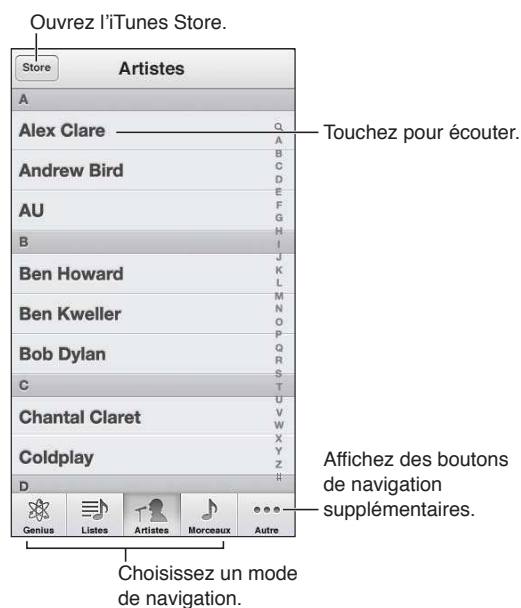 Ouvrez l’iTunes Store.
Store
Artistes
A
Alex Clare
Touchez pour écouter.
Andrew Bird
AU
B
Ben Howard
Ben Kweller
Bob Dylan
C
Chantal Claret
Coldplay
D
A
B
C
D
E
F
G
H
I
J
K
L
M
N
O
P
Q
R
S
T
U
V
W
X
Y
Z
#
Affichez des boutons
de navigation
supplémentaires.
Genius
Listes
Artistes
Morceaux
Autre
Choisissez un mode
de navigation.